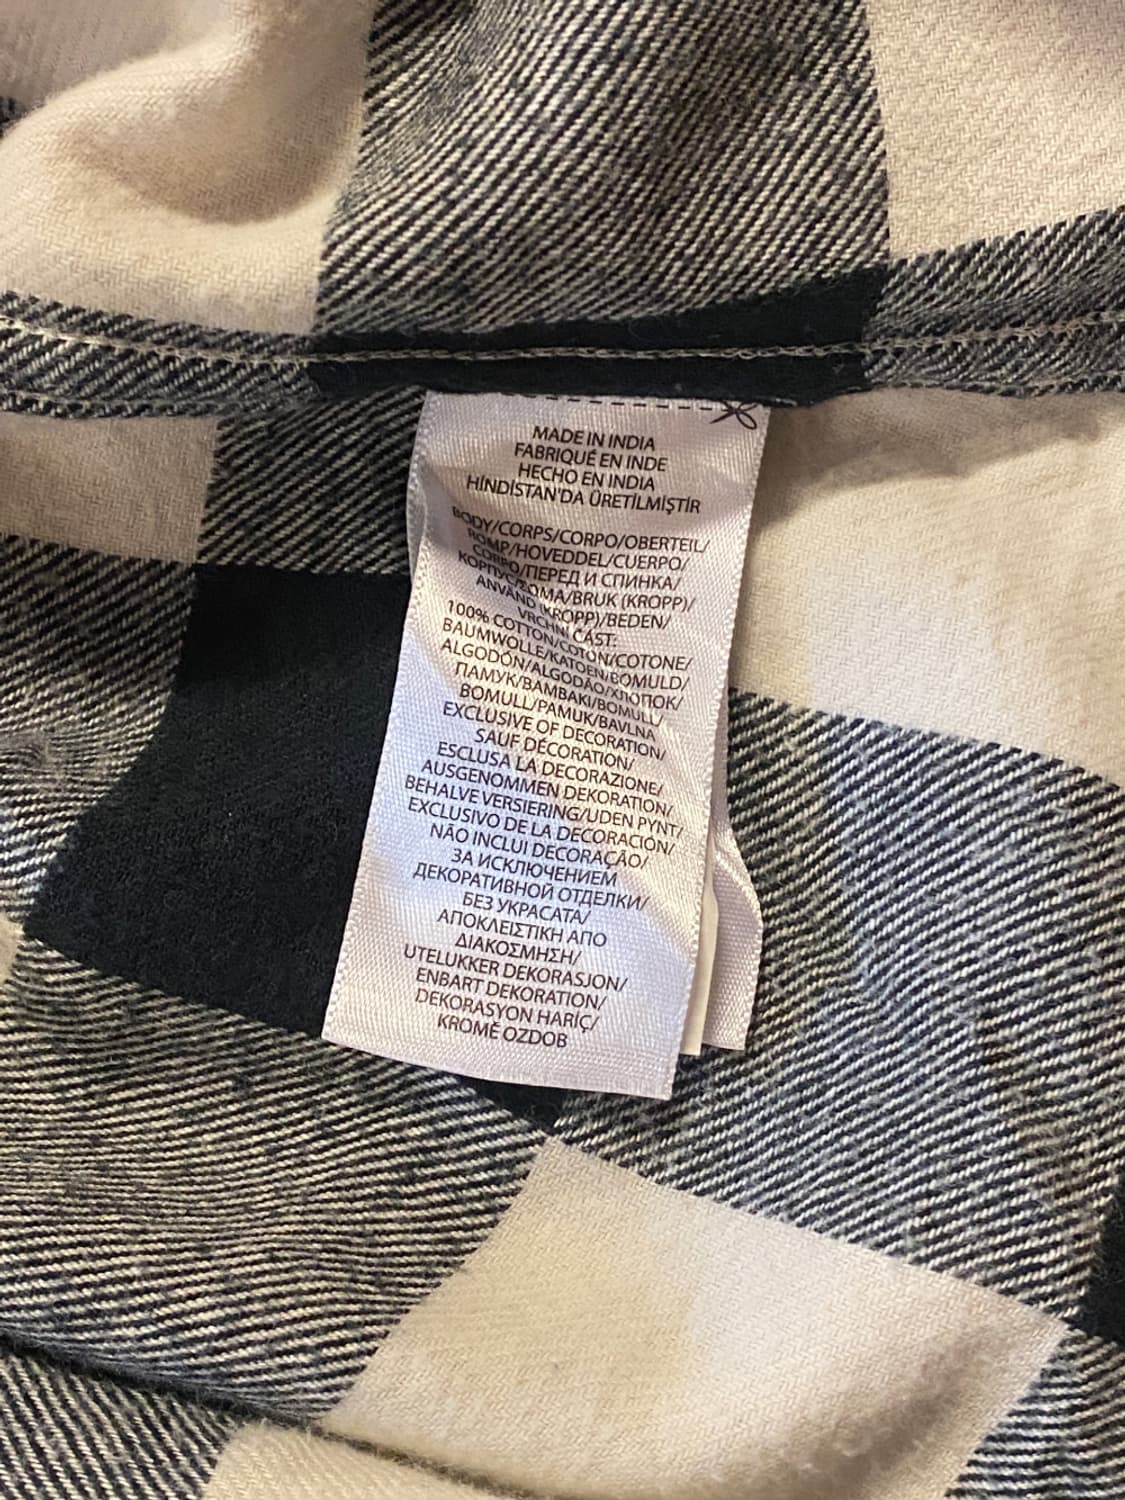 MADE IN INDIA
FABRIQUÉ EN INDE
HECHO EN INDIA
HİNDİSTAN'DA ÜRETİLMİŞTİR
BODY/CORPS/CORPO/OBERTEIL/
ROMP/HOVEDDEL/CUERPO/
CORPO/ПЕРЕД И СПИНКА/
КОРПУС/ΣΩΜΑ/BRUK (KROPP)/
ANVÄND (KROPP)/BEDEN/
VRCHNÍ ČÁST:
100% COTTON/COTON/COTONE/
BAUMWOLLE/KATOEN/BOMULD/
ALGODÓN/ALGODÃO/ХЛОПОК/
ПАМУК/ΒΑΜΒΑΚΙ/BOMULL/
BOMULL/PAMUK/BAVLNA
EXCLUSIVE OF DECORATION/
SAUF DÉCORATION/
ESCLUSA LA DECORAZIONE/
AUSGENOMMEN DEKORATION/
BEHALVE VERSIERING/UDEN PYNT/
EXCLUSIVO DE LA DECORACIÓN/
NÃO INCLUI DECORAÇÃO/
ЗА ИСКЛЮЧЕНИЕМ
ДЕКОРАТИВНОЙ ОТДЕЛКИ/
БЕЗ УКРАСАТА/
ΑΠΟΚΛΕΙΣΤΙΚΗ ΑΠΟ
ΔΙΑΚΟΣΜΗΣΗ/
UTELUKKER DEKORASJON/
ENBART DEKORATION/
DEKORASYON HARİÇ/
KROMĚ OZDOB